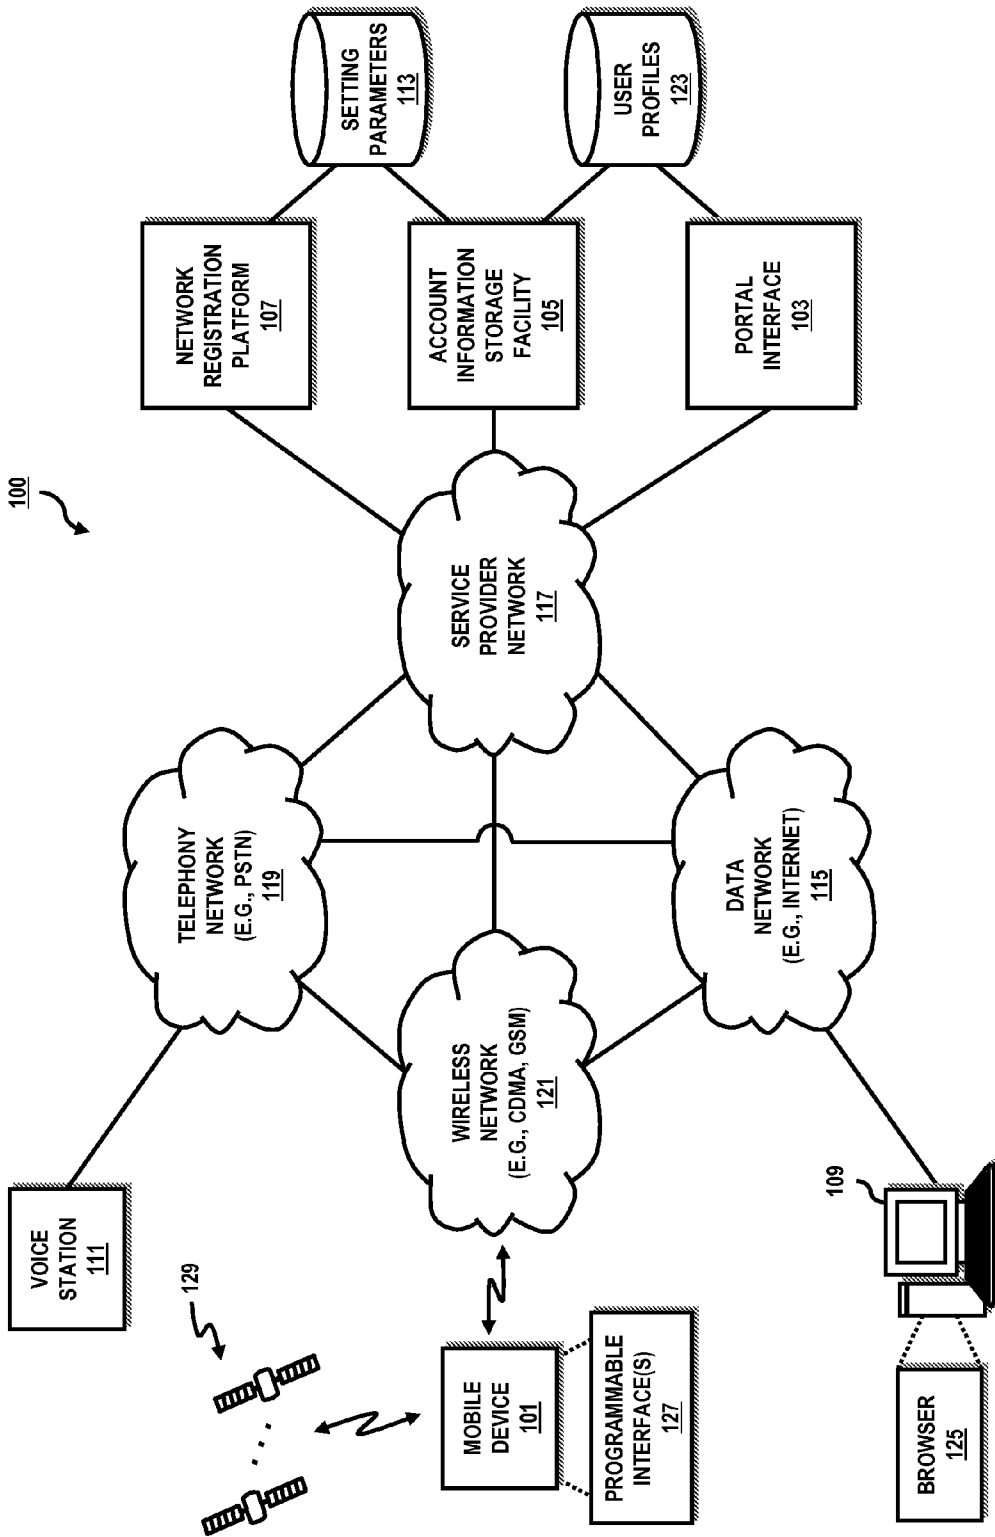 100
VOICE
STATION
111
129
MOBILE
DEVICE
101
PROGRAMMABLE
INTERFACE(S)
127
BROWSER
125
109
TELEPHONY
NETWORK
(E.G., PSTN)
119
WIRELESS
NETWORK
(E.G., CDMA, GSM)
121
DATA
NETWORK
(E.G., INTERNET)
115
SERVICE
PROVIDER
NETWORK
117
NETWORK
REGISTRATION
PLATFORM
107
ACCOUNT
INFORMATION
STORAGE
FACILITY
105
PORTAL
INTERFACE
103
SETTING
PARAMETERS
113
USER
PROFILES
123